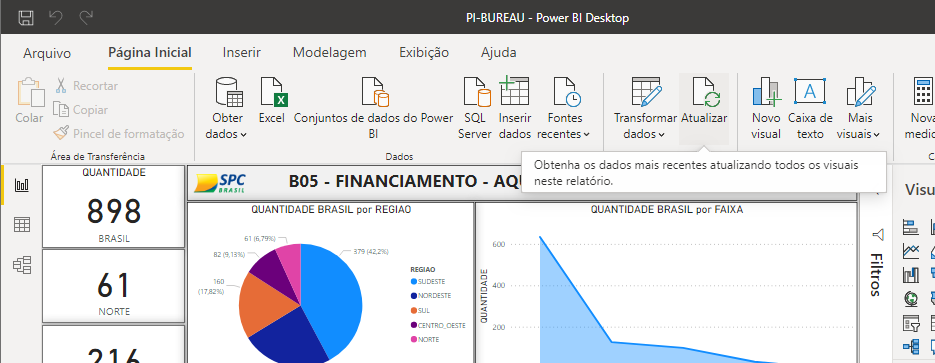 PI-BUREAU - Power BI Desktop
Arquivo
Página Inicial
Inserir
Modelagem
Exibição
Ajuda
Colar
Recortar
Copiar
Pincel de formatação
Área de Transferência
Obter
dados
Excel
Conjuntos de dados do Power
BI
SQL
Server
Inserir
dados
Fontes
recentes
Dados
Transformar
dados
Atualizar
Novo
visual
Caixa de
texto
Mais
visuais
Obtenha os dados mais recentes atualizando todos os visuais
neste relatório.
QUANTIDADE
898
BRASIL
61
NORTE
216
SPC
BRASIL
B05 - FINANCIAMENTO - AQ
QUANTIDADE BRASIL por REGIAO
61 (6,79%)
82 (9,13%)
160
(17,82%)
379 (42,2%)
REGIAO
SUDESTE
NORDESTE
SUL
CENTRO_OESTE
NORTE
QUANTIDADE BRASIL por FAIXA
QUANTIDADE
600
400
200
Filtros
Visu